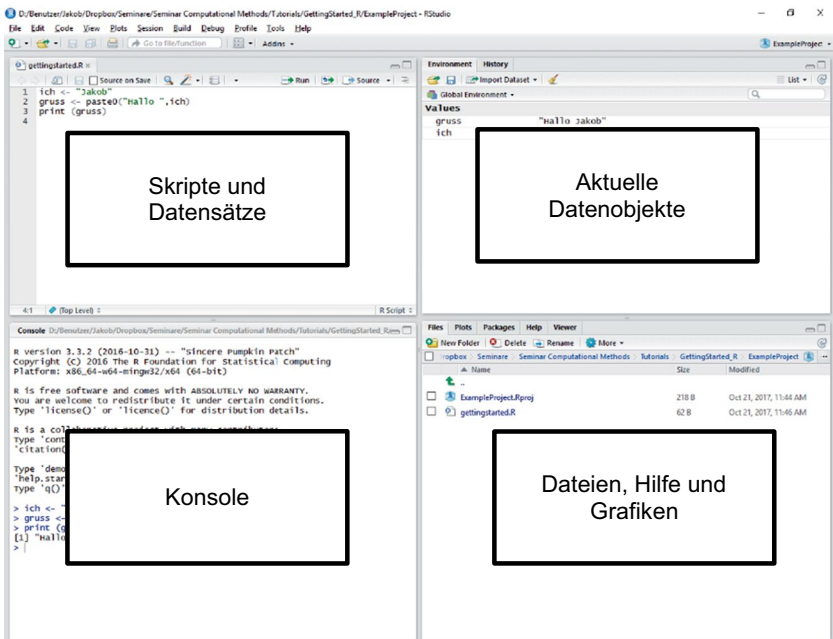 D:/Benutzer/Jakob/Dropbox/Seminare/Seminar Computational Methods/Tutorials/GettingStarted_R/ExampleProject - RStudio
File Edit Code View Plots Session Build Debug Profile Tools Help
Go to file/function Addins
ExampleProject
gettingstarted.R
Source on Save Run Source
1 ich <- "Jakob"
2 gruss <- paste0("Hallo ",ich)
3 print (gruss)
4
Skripte und
Datensätze
4:1 (Top Level) R Script
Environment History
Import Dataset List
Global Environment
Values
gruss "Hallo Jakob"
ich
Aktuelle
Datenobjekte
Console D:/Benutzer/Jakob/Dropbox/Seminare/Seminar Computational Methods/Tutorials/GettingStarted_R
R version 3.3.2 (2016-10-31) -- "Sincere Pumpkin Patch"
Copyright (C) 2016 The R Foundation for Statistical Computing
Platform: x86_64-w64-mingw32/x64 (64-bit)
R is free software and comes with ABSOLUTELY NO WARRANTY.
You are welcome to redistribute it under certain conditions.
Type 'license()' or 'licence()' for distribution details.
R is a collaborative project with many contributors.
Type 'cont
'citation(
Type 'demo
'help.star
Type 'q()'
> ich <- "
> gruss <-
> print (g
[1] "Hallo
>
Konsole
Files Plots Packages Help Viewer
New Folder Delete Rename More
Seminare Seminar Computational Methods Tutorials GettingStarted_R ExampleProject
Name Size Modified
..
ExampleProject.Rproj 218 B Oct 21, 2017, 11:44 AM
gettingstarted.R 62 B Oct 21, 2017, 11:46 AM
Dateien, Hilfe und
Grafiken